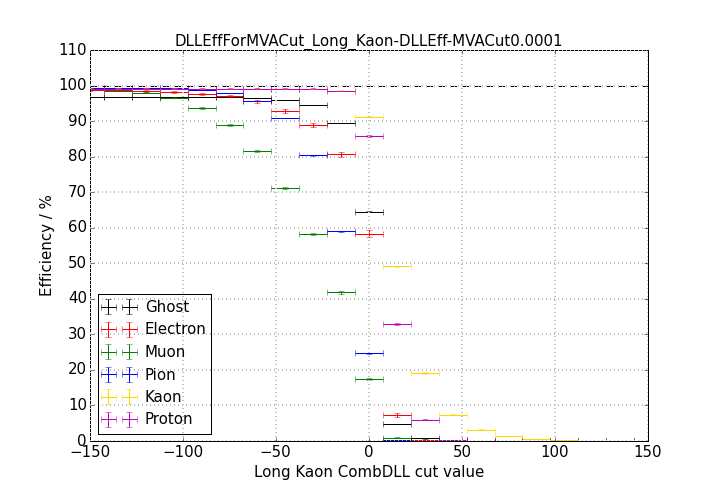 DLLEffForMVACut_Long_Kaon-DLLEff-MVACut0.0001
110
100
90
80
70
60
50
40
30
20
10
0
Efficiency / %
Ghost
Electron
Muon
Pion
Kaon
Proton
−150 −100 −50 0 50 100 150
Long Kaon CombDLL cut value